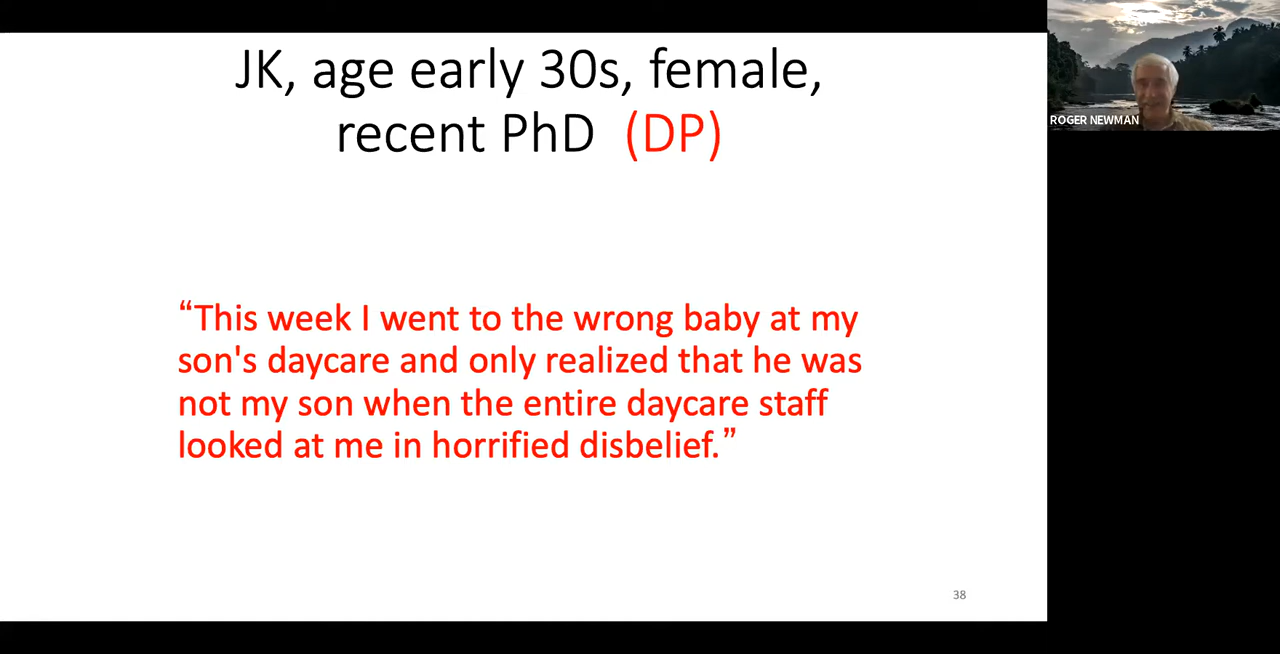 JK, age early 30s, female,
recent PhD (DP)
ROGER NEWMAN
“This week I went to the wrong baby at my
son's daycare and only realized that he was
not my son when the entire daycare staff
looked at me in horrified disbelief.”
38